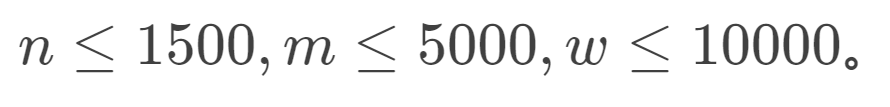 n ≤ 1500, m ≤ 5000, w ≤ 10000。